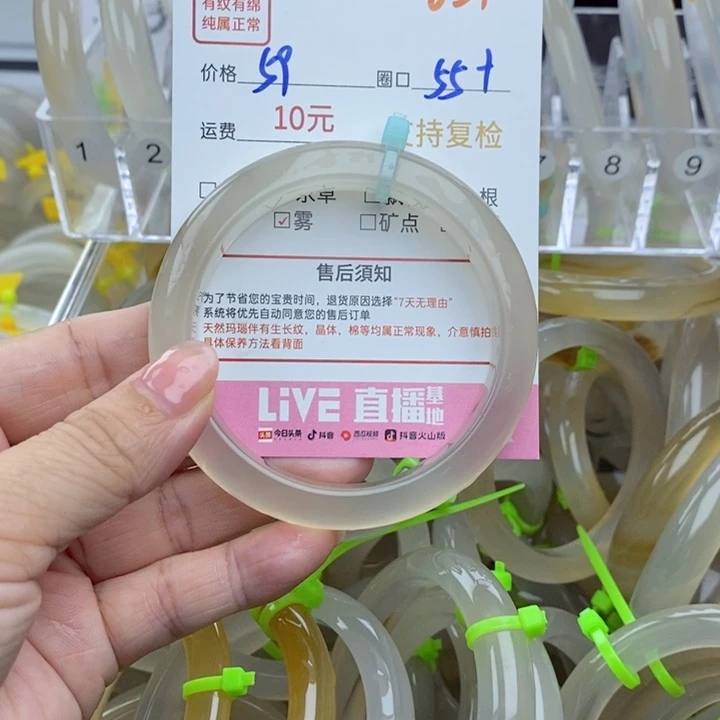 有纹有绵
纯属正常
价格 59 圈口 55+
运费 10元 支持复检
1 2 7 8 9
水草
根
雾 矿点
售后须知
为了节省您的宝贵时间，退货原因选择“7天无理由”
系统将优先自动同意您的售后订单
天然玛瑙伴有生长纹，晶体，棉等均属正常现象，介意慎拍
具体保养方法看背面
LiVE 直播基地
头条 今日头条 抖音 西瓜视频 抖音火山版